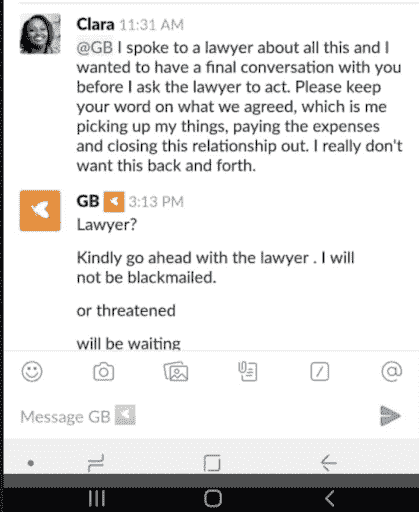 Clara 11:31 AM
@GB I spoke to a lawyer about all this and I
wanted to have a final conversation with you
before I ask the lawyer to act. Please keep
your word on what we agreed, which is me
picking up my things, paying the expenses
and closing this relationship out. I really don't
want this back and forth.
GB 3:13 PM
Lawyer?
Kindly go ahead with the lawyer . I will
not be blackmailed.
or threatened
will be waiting
Message GB